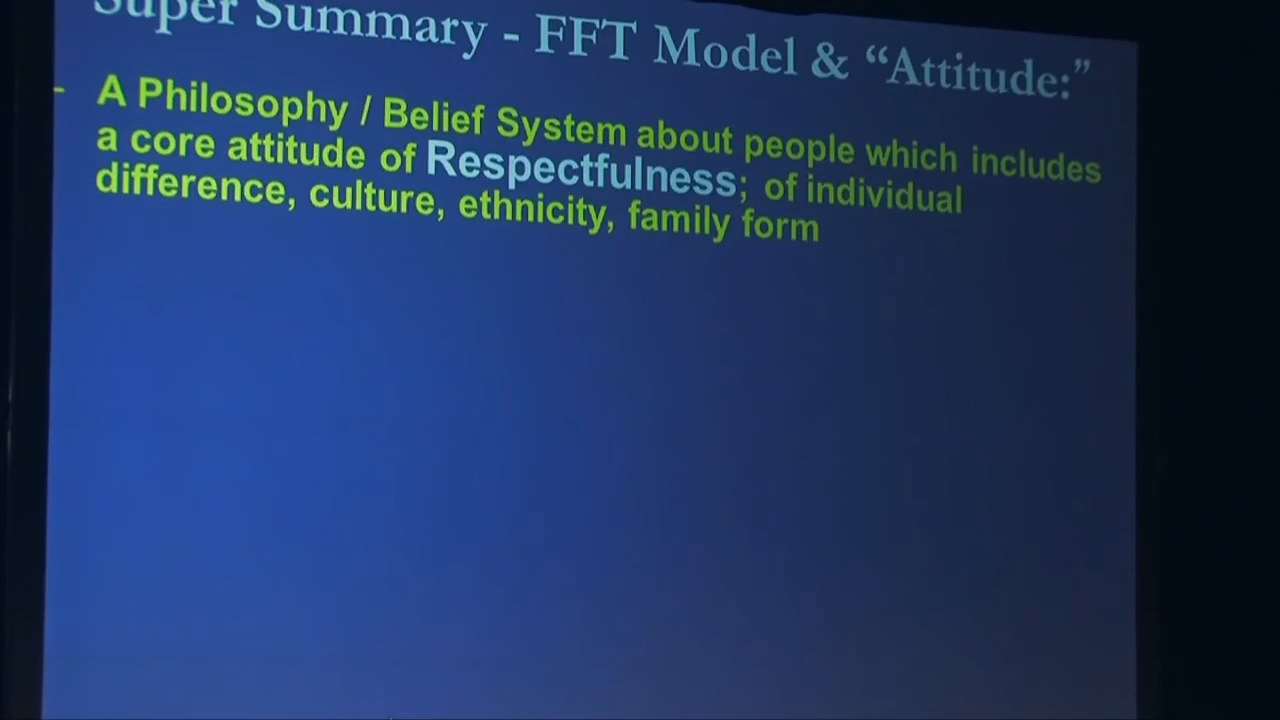 Super Summary - FFT Model & “Attitude:”
- A Philosophy / Belief System about people which includes
a core attitude of Respectfulness; of individual
difference, culture, ethnicity, family form